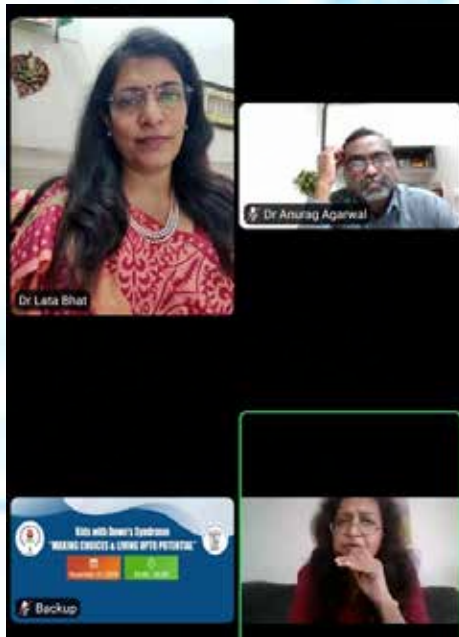 Dr Anurag Agarwal
Dr Lata Bhat
Kids with Down's Syndrome
"MAKING CHOICES & LIVING UPTO POTENTIAL"
Backup